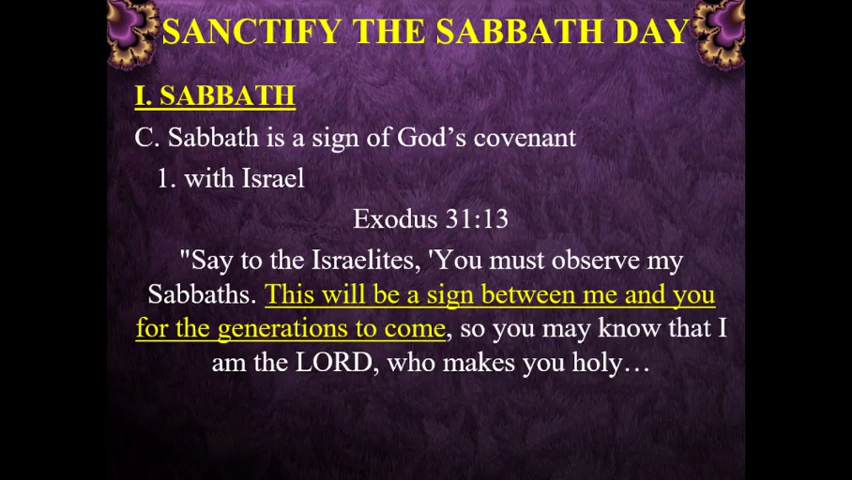 SANCTIFY THE SABBATH DAY
I. SABBATH
C. Sabbath is a sign of God’s covenant
1. with Israel
Exodus 31:13
"Say to the Israelites, 'You must observe my
Sabbaths. This will be a sign between me and you
for the generations to come, so you may know that I
am the LORD, who makes you holy…